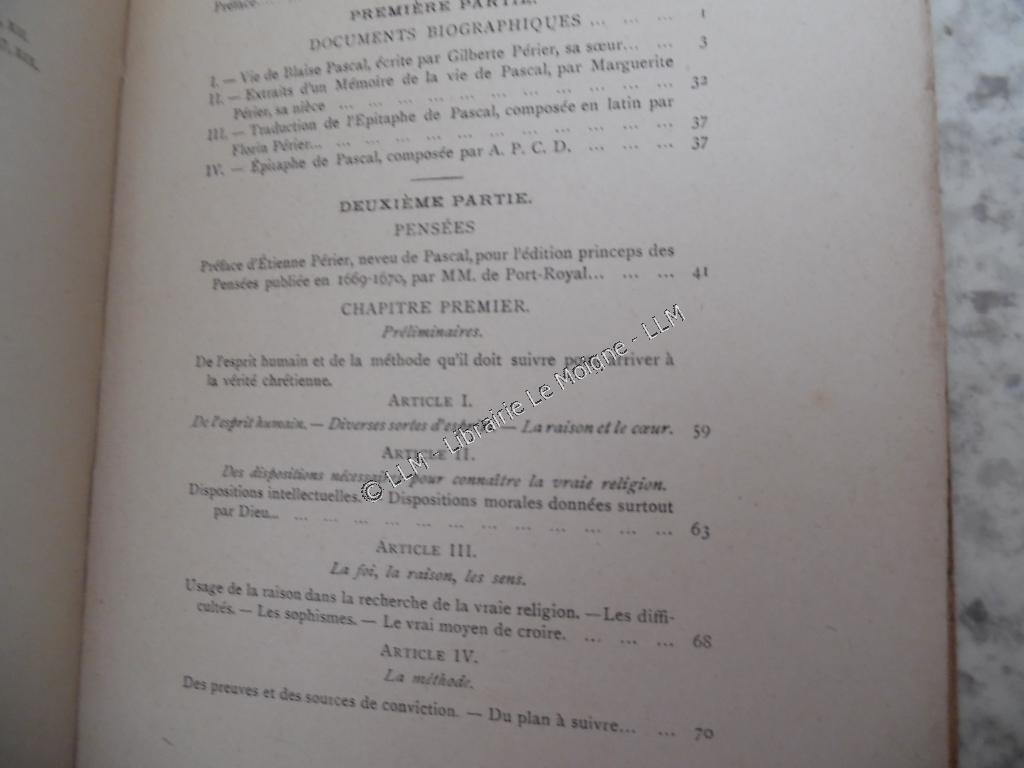 Préface... ...
PREMIÈRE PARTIE.
DOCUMENTS BIOGRAPHIQUES ... ... 1
I. — Vie de Blaise Pascal, écrite par Gilberte Périer, sa sœur... ... 3
II. — Extraits d'un Mémoire de la vie de Pascal, par Marguerite
Périer, sa nièce ... ... ... ... ... ... ... ... ... ... ... 32
III. — Traduction de l'Epitaphe de Pascal, composée en latin par
Florin Périer... ... ... ... ... ... ... ... ... ... ... ... 37
IV. — Épitaphe de Pascal, composée par A. P. C. D. ... ... ... 37
DEUXIÈME PARTIE.
PENSÉES
Préface d'Étienne Périer, neveu de Pascal, pour l'édition princeps des
Pensées publiée en 1669-1670, par MM. de Port-Royal... ... ... 41
CHAPITRE PREMIER.
Préliminaires.
De l'esprit humain et de la méthode qu'il doit suivre pour arriver à
la vérité chrétienne.
ARTICLE I.
De l'esprit humain. — Diverses sortes d'esprits. — La raison et le cœur. 59
ARTICLE II.
Des dispositions nécessaires pour connaître la vraie religion.
Dispositions intellectuelles. — Dispositions morales données surtout
par Dieu... ... ... ... ... ... ... ... ... ... ... ... ... 63
ARTICLE III.
La foi, la raison, les sens.
Usage de la raison dans la recherche de la vraie religion. — Les diffi-
cultés. — Les sophismes. — Le vrai moyen de croire. ... ... ... 68
ARTICLE IV.
La méthode.
Des preuves et des sources de conviction. — Du plan à suivre... ... 70
© LLM - Librairie Le Moigne - LLM